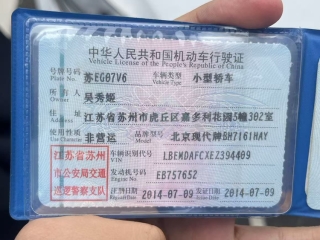 中华人民共和国机动车行驶证
Vehicle License of the People's Republic of China
号牌号码 Plate No. 苏EG07V6 车辆类型 Vehicle Type 小型轿车
所有人 Owner 吴秀姬
住址 Address 江苏省苏州市虎丘区嘉多利花园5幢302室
使用性质 Use Character 非营运 品牌型号 Model 北京现代牌BH7161HAY
江苏省苏州市公安局交通巡逻警察支队
车辆识别代号 VIN LBEMDAFCXEZ394409
发动机号码 Engine No. EB757652
注册日期 Register Date 2014-07-09 发证日期 Issue Date 2014-07-09